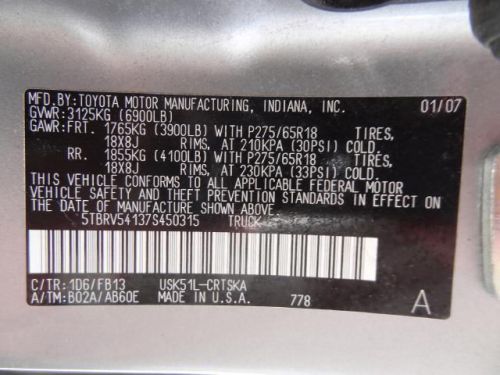 MFD.BY:TOYOTA MOTOR MANUFACTURING, INDIANA, INC. 01/07
GVWR:3125KG (6900LB)
GAWR:FRT. 1765KG (3900LB) WITH P275/65R18 TIRES,
18X8J RIMS, AT 210KPA (30PSI) COLD.
RR. 1855KG (4100LB) WITH P275/65R18 TIRES,
18X8J RIMS, AT 230KPA (33PSI) COLD.
THIS VEHICLE CONFORMS TO ALL APPLICABLE FEDERAL MOTOR
VEHICLE SAFETY AND THEFT PREVENTION STANDARDS IN EFFECT ON
THE DATE OF MANUFACTURE SHOWN ABOVE.
5TBRV54137S450315 TRUCK
C/TR:1D6/FB13 USK51L-CRTSKA
A/TM:B02A/AB60E MADE IN U.S.A. 778 A